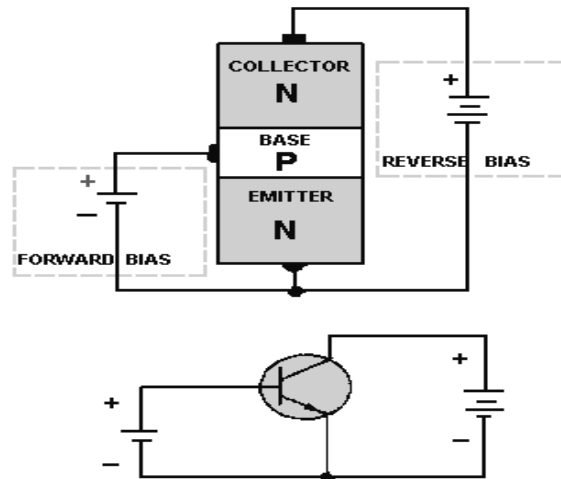 COLLECTOR
N
+
BASE
P
REVERSE BIAS
+
−
EMITTER
N
FORWARD BIAS
+
+
−
−